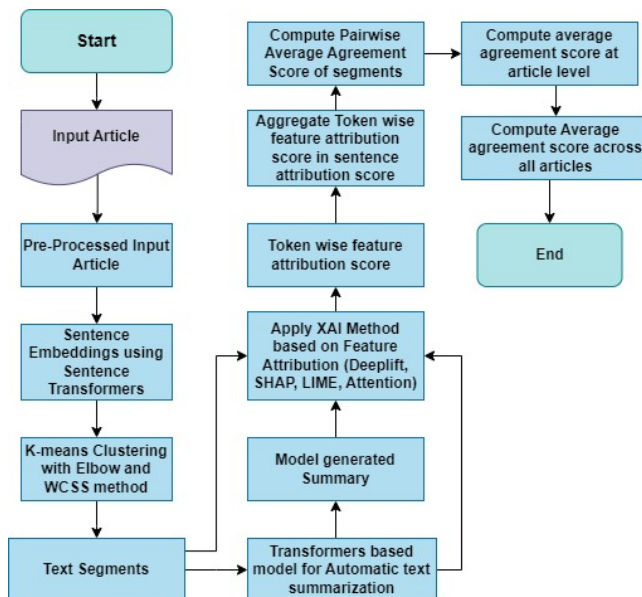 Start
Input Article
Pre-Processed Input
Article
Sentence
Embeddings using
Sentence
Transformers
K-means Clustering
with Elbow and
WCSS method
Text Segments
Transformers based
model for Automatic text
summarization
Model generated
Summary
Apply XAI Method
based on Feature
Attribution (Deeplift,
SHAP, LIME, Attention)
Token wise feature
attribution score
Aggregate Token wise
feature attribution
score in sentence
attribution score
Compute Pairwise
Average Agreement
Score of segments
Compute average
agreement score at
article level
Compute Average
agreement score across
all articles
End